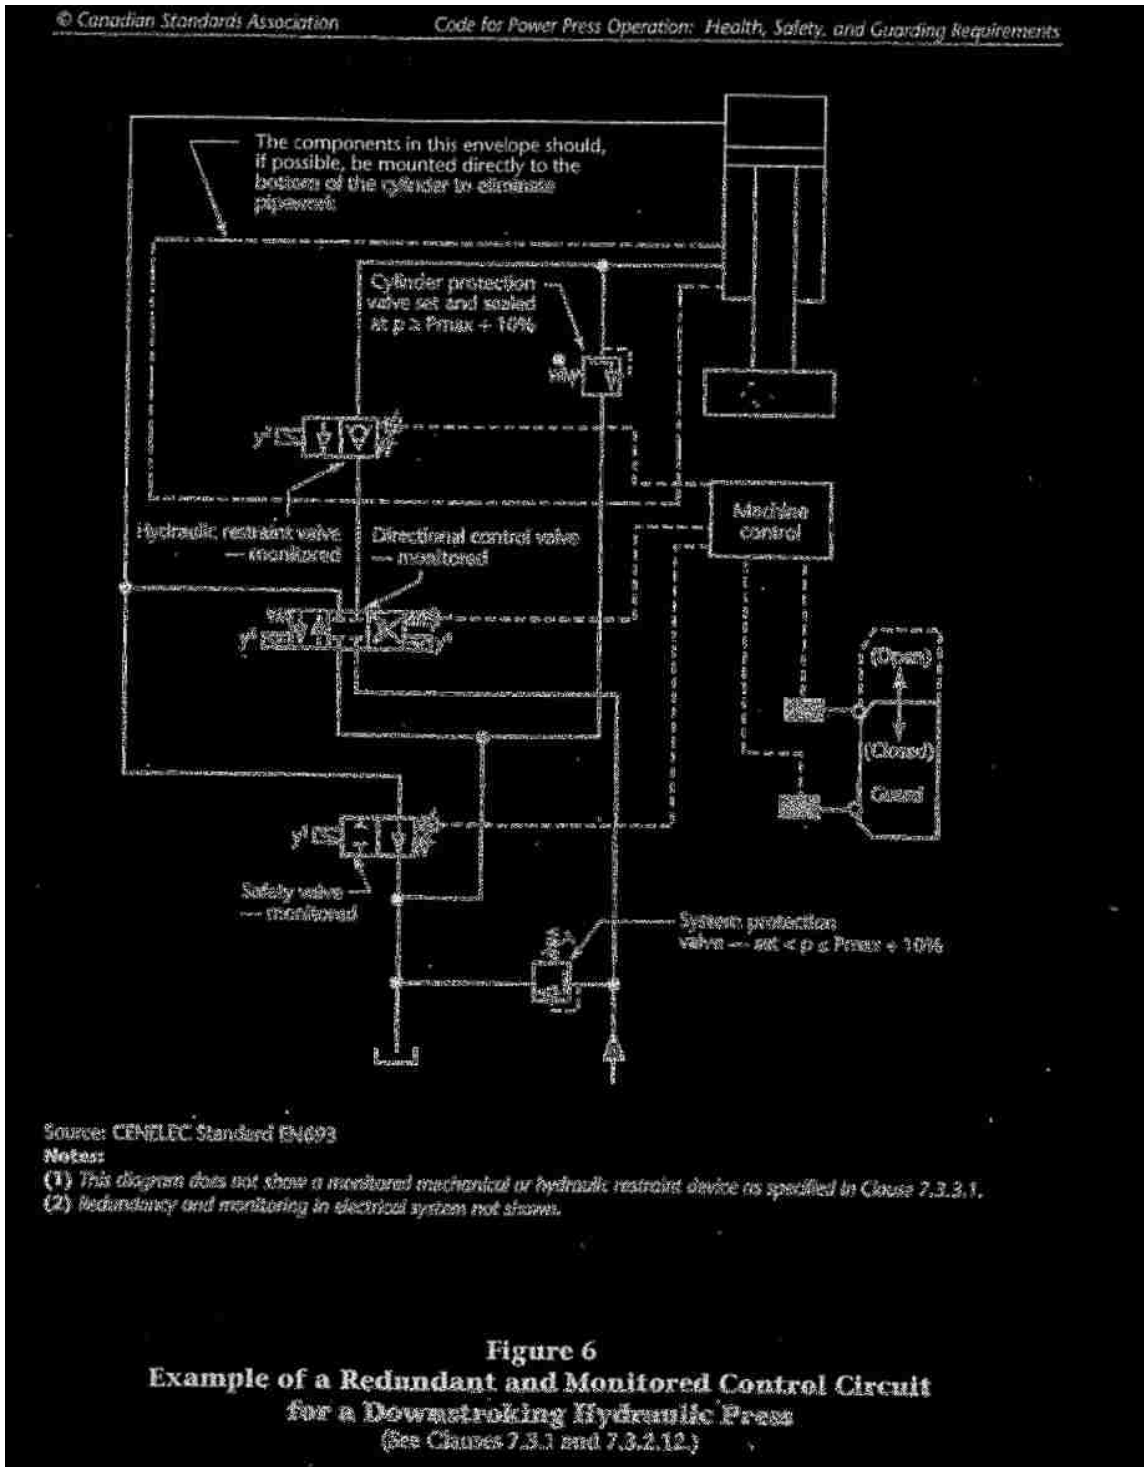 © Canadian Standards Association Code for Power Press Operation: Health, Safety, and Guarding Requirements
The components in this envelope should,
if possible, be mounted directly to the
bottom of the cylinder to eliminate
pipework
Cylinder protection
valve set and sealed
at p ≥ Pmax + 10%
Hydraulic restraint valve
— monitored
Directional control valve
— monitored
Machine
control
(Open)
(Closed)
Guard
Safety valve
— monitored
System protection
valve — set < p ≤ Pmax + 10%
Source: CENELEC Standard EN693
Notes:
(1) This diagram does not show a monitored mechanical or hydraulic restraint device as specified in Clause 7.3.3.1.
(2) Redundancy and monitoring in electrical system not shown.
Figure 6
Example of a Redundant and Monitored Control Circuit
for a Downstroking Hydraulic Press
(See Clauses 7.3.1 and 7.3.2.12.)